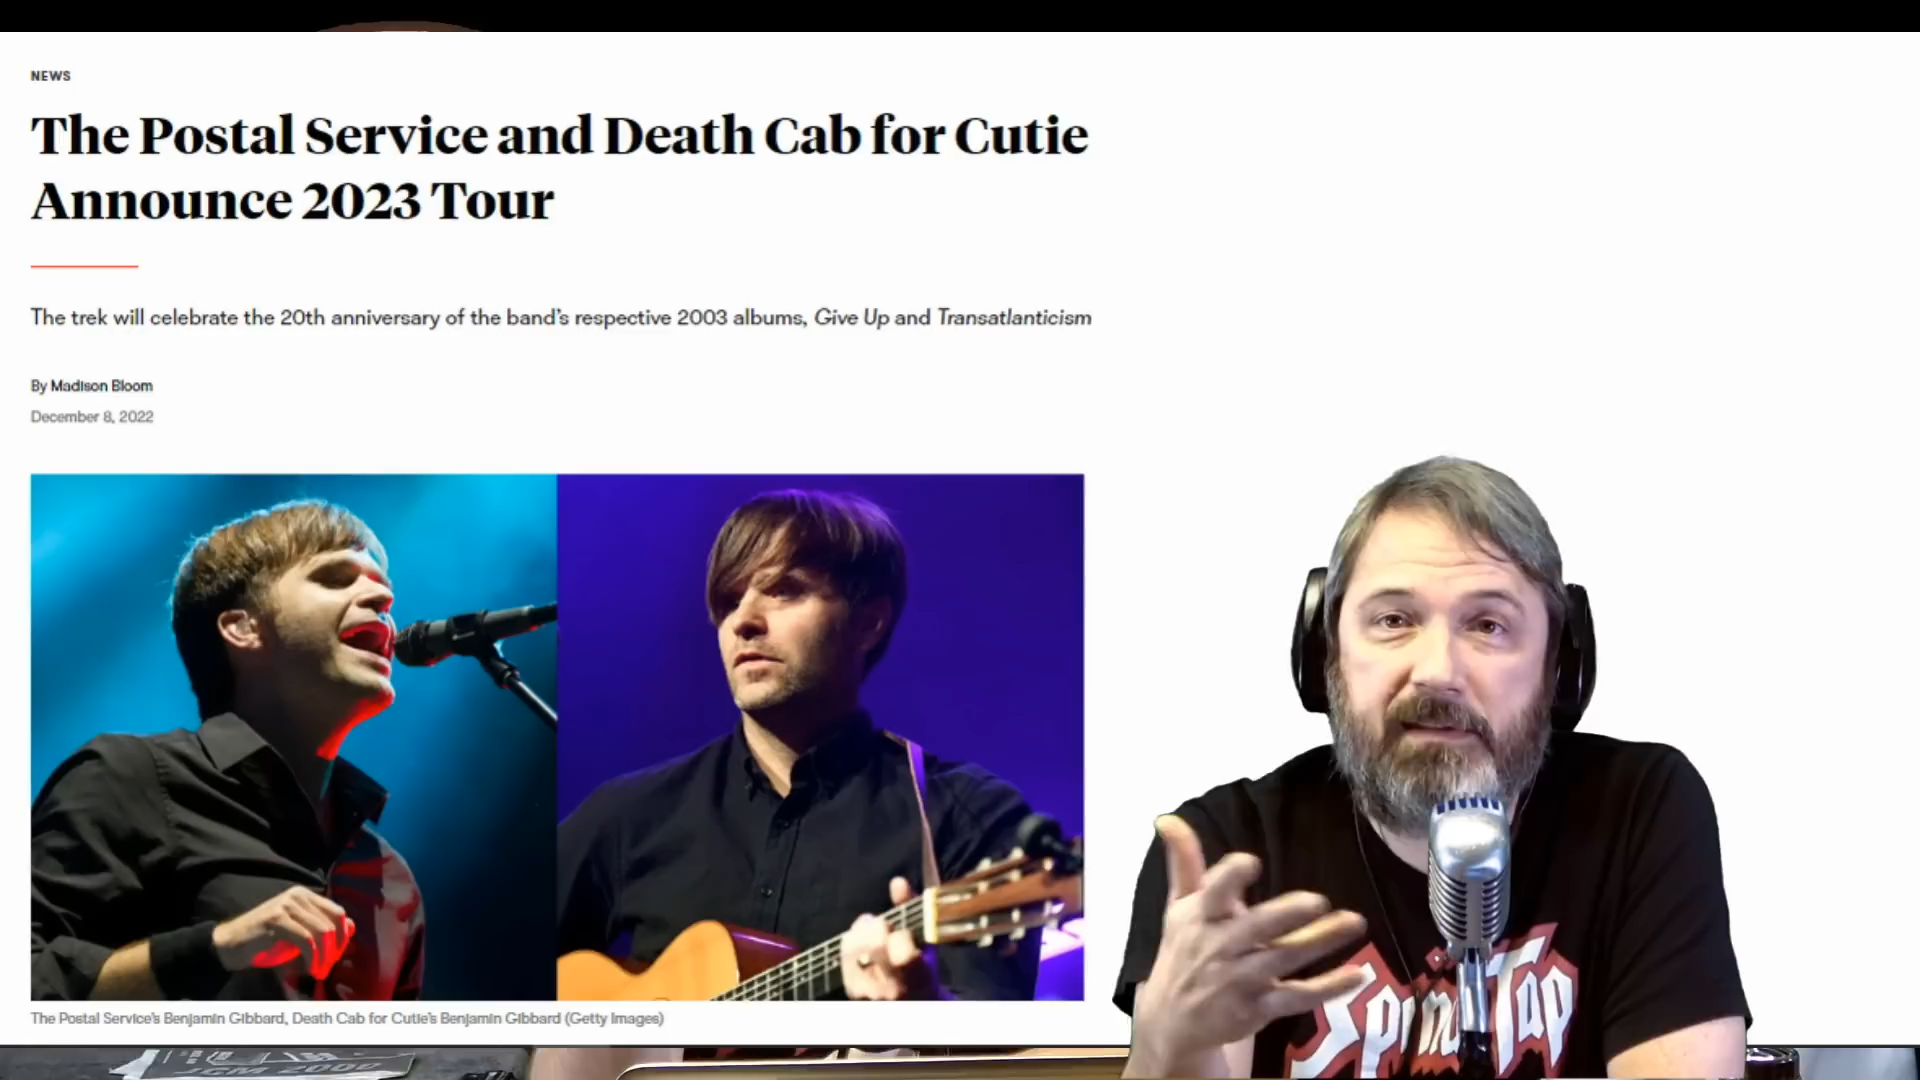 NEWS
The Postal Service and Death Cab for Cutie
Announce 2023 Tour
The trek will celebrate the 20th anniversary of the band's respective 2003 albums, Give Up and Transatlanticism
By Madison Bloom
December 8, 2022
The Postal Service's Benjamin Gibbard, Death Cab for Cutie's Benjamin Gibbard (Getty Images)
Tap